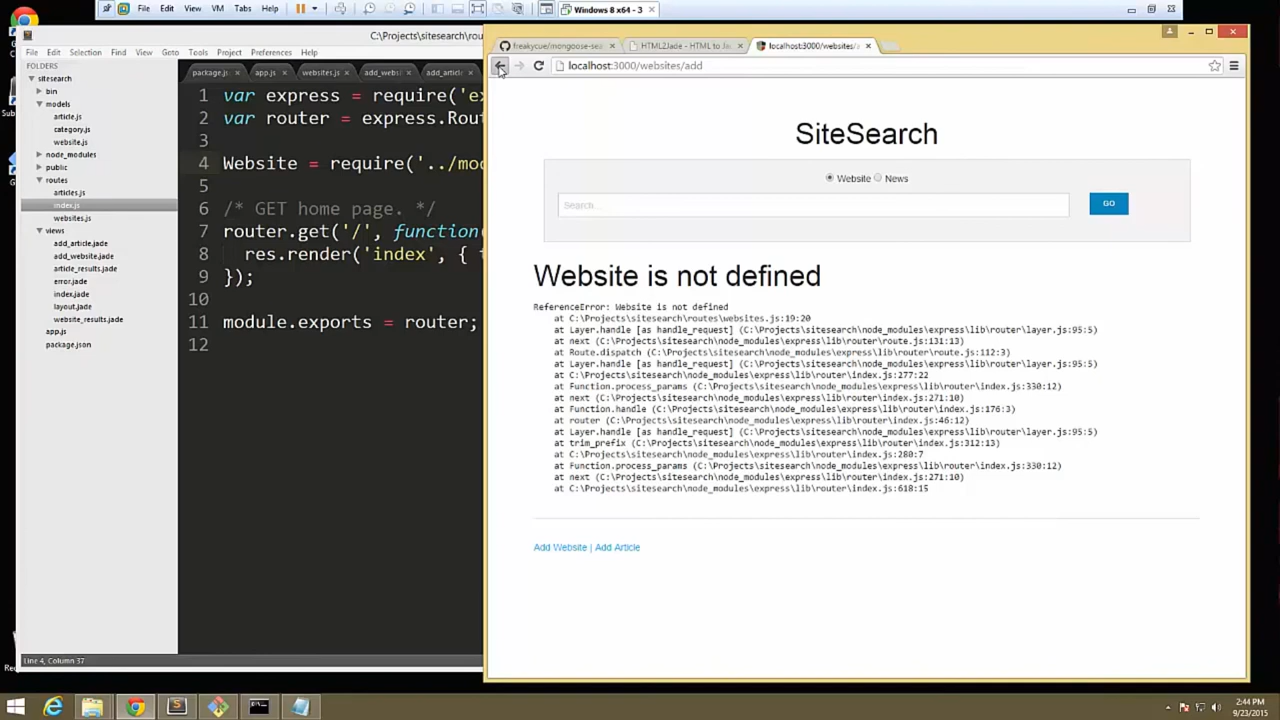 File Edit View VM Tabs Help
Windows 8 x64 - 3
C:\Projects\sitesearch\rout
File Edit Selection Find View Goto Tools Project Preferences Help
FOLDERS
sitesearch
bin
models
article.js
category.js
website.js
node_modules
public
routes
articles.js
index.js
websites.js
views
add_article.jade
add_website.jade
article_results.jade
error.jade
index.jade
layout.jade
website_results.jade
app.js
package.json
package.js app.js websites.js add_websi add_article
1 var express = require('ex
2 var router = express.Rout
3
4 Website = require('../mod
5
6 /* GET home page. */
7 router.get('/', function(
8 res.render('index', { t
9 });
10
11 module.exports = router;
12
Line 4, Column 37
freakycue/mongoose-sea HTML2Jade - HTML to Ja localhost:3000/websites/a
localhost:3000/websites/add
SiteSearch
Website News
Search...
GO
Website is not defined
ReferenceError: Website is not defined
at C:\Projects\sitesearch\routes\websites.js:19:20
at Layer.handle [as handle_request] (C:\Projects\sitesearch\node_modules\express\lib\router\layer.js:95:5)
at next (C:\Projects\sitesearch\node_modules\express\lib\router\route.js:131:13)
at Route.dispatch (C:\Projects\sitesearch\node_modules\express\lib\router\route.js:112:3)
at Layer.handle [as handle_request] (C:\Projects\sitesearch\node_modules\express\lib\router\layer.js:95:5)
at C:\Projects\sitesearch\node_modules\express\lib\router\index.js:277:22
at Function.process_params (C:\Projects\sitesearch\node_modules\express\lib\router\index.js:330:12)
at next (C:\Projects\sitesearch\node_modules\express\lib\router\index.js:271:10)
at Function.handle (C:\Projects\sitesearch\node_modules\express\lib\router\index.js:176:3)
at router (C:\Projects\sitesearch\node_modules\express\lib\router\index.js:46:12)
at Layer.handle [as handle_request] (C:\Projects\sitesearch\node_modules\express\lib\router\layer.js:95:5)
at trim_prefix (C:\Projects\sitesearch\node_modules\express\lib\router\index.js:312:13)
at C:\Projects\sitesearch\node_modules\express\lib\router\index.js:280:7
at Function.process_params (C:\Projects\sitesearch\node_modules\express\lib\router\index.js:330:12)
at next (C:\Projects\sitesearch\node_modules\express\lib\router\index.js:271:10)
at C:\Projects\sitesearch\node_modules\express\lib\router\index.js:618:15
Add Website | Add Article
2:44 PM
9/23/2015